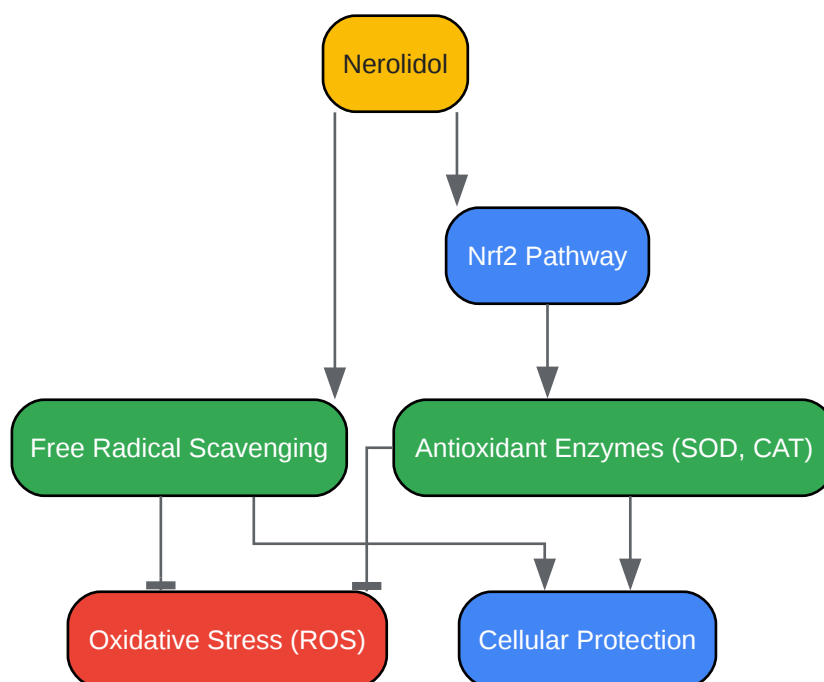 Nerolidol
Nrf2 Pathway
Free Radical Scavenging
Antioxidant Enzymes (SOD, CAT)
Oxidative Stress (ROS)
Cellular Protection